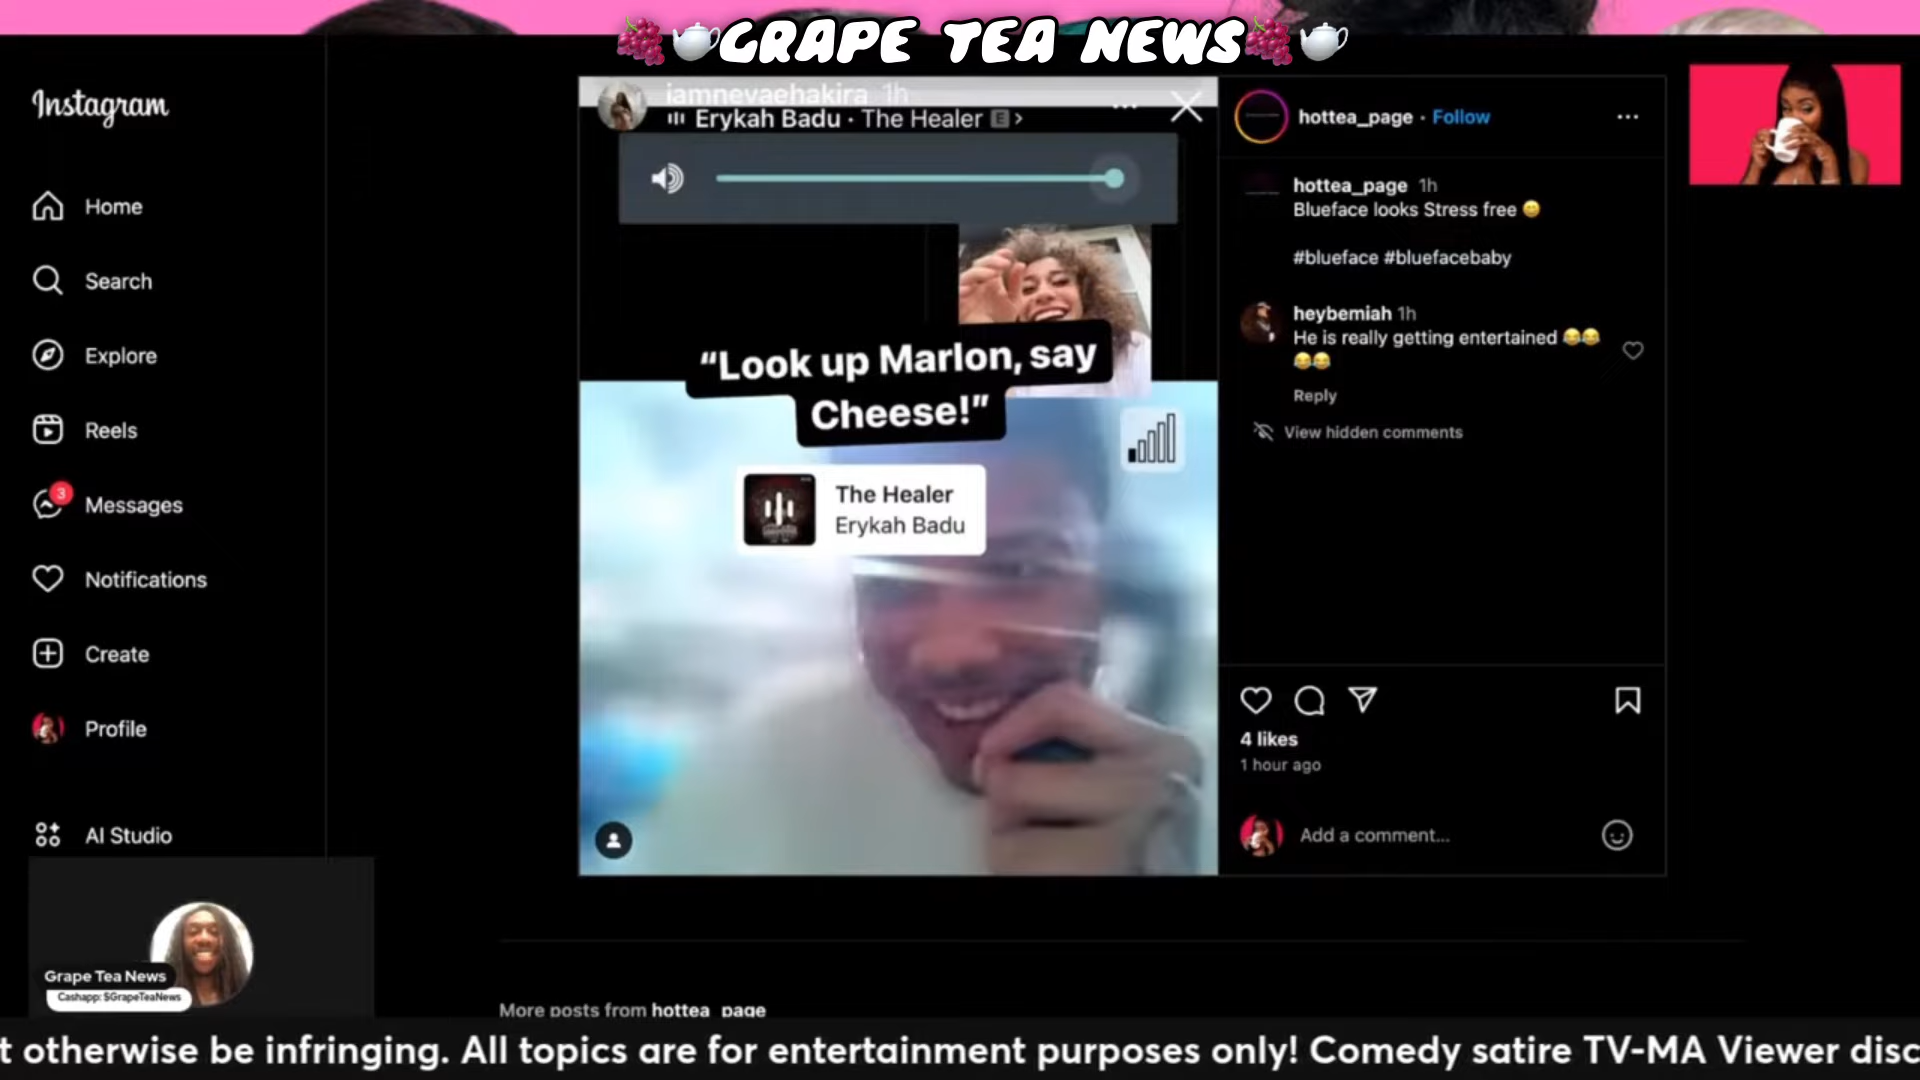 GRAPE TEA NEWS
Instagram
Home
Search
Explore
Reels
3
Messages
Notifications
Create
Profile
AI Studio
Grape Tea News
Cashapp: $GrapeTeaNews
iamnevaehakira 1h
Erykah Badu · The Healer E >
“Look up Marlon, say
Cheese!”
The Healer
Erykah Badu
hottea_page · Follow
hottea_page 1h
Blueface looks Stress free 😊
#blueface #bluefacebaby
heybemiah 1h
He is really getting entertained 😂😂
😂😂
Reply
View hidden comments
4 likes
1 hour ago
Add a comment...
More posts from hottea_page
t otherwise be infringing. All topics are for entertainment purposes only! Comedy satire TV-MA Viewer disc